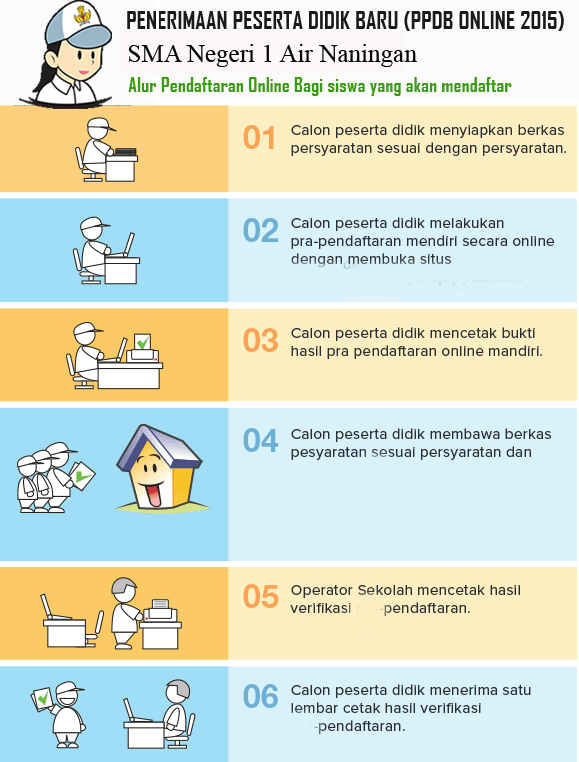 PENERIMAAN PESERTA DIDIK BARU (PPDB ONLINE 2015)
SMA Negeri 1 Air Naningan
Alur Pendaftaran Online Bagi siswa yang akan mendaftar
01
Calon peserta didik menyiapkan berkas
persyaratan sesuai dengan persyaratan.
02
Calon peserta didik melakukan
pra-pendaftaran mendiri secara online
dengan membuka situs
03
Calon peserta didik mencetak bukti
hasil pra pendaftaran online mandiri.
04
Calon peserta didik membawa berkas
pesyaratan sesuai persyaratan dan
05
Operator Sekolah mencetak hasil
verifikasi -pendaftaran.
06
Calon peserta didik menerima satu
lembar cetak hasil verifikasi
-pendaftaran.